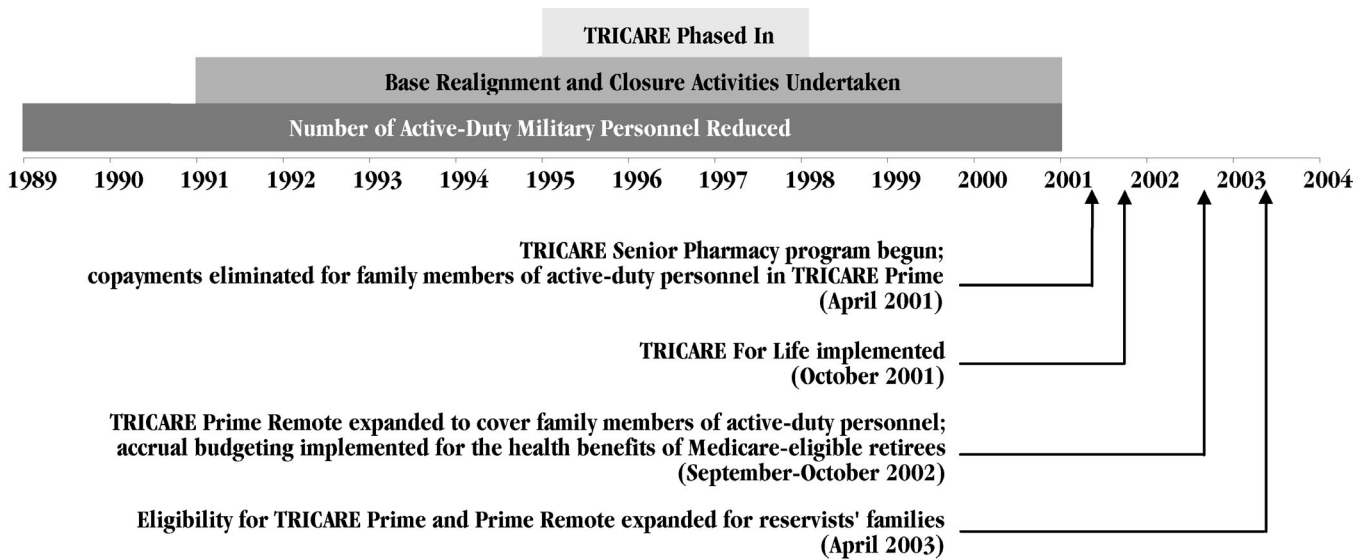 TRICARE Phased In
Base Realignment and Closure Activities Undertaken
Number of Active-Duty Military Personnel Reduced
1989 1990 1991 1992 1993 1994 1995 1996 1997 1998 1999 2000 2001 2002 2003 2004
TRICARE Senior Pharmacy program begun;
copayments eliminated for family members of active-duty personnel in TRICARE Prime
(April 2001)
TRICARE For Life implemented
(October 2001)
TRICARE Prime Remote expanded to cover family members of active-duty personnel;
accrual budgeting implemented for the health benefits of Medicare-eligible retirees
(September-October 2002)
Eligibility for TRICARE Prime and Prime Remote expanded for reservists' families
(April 2003)